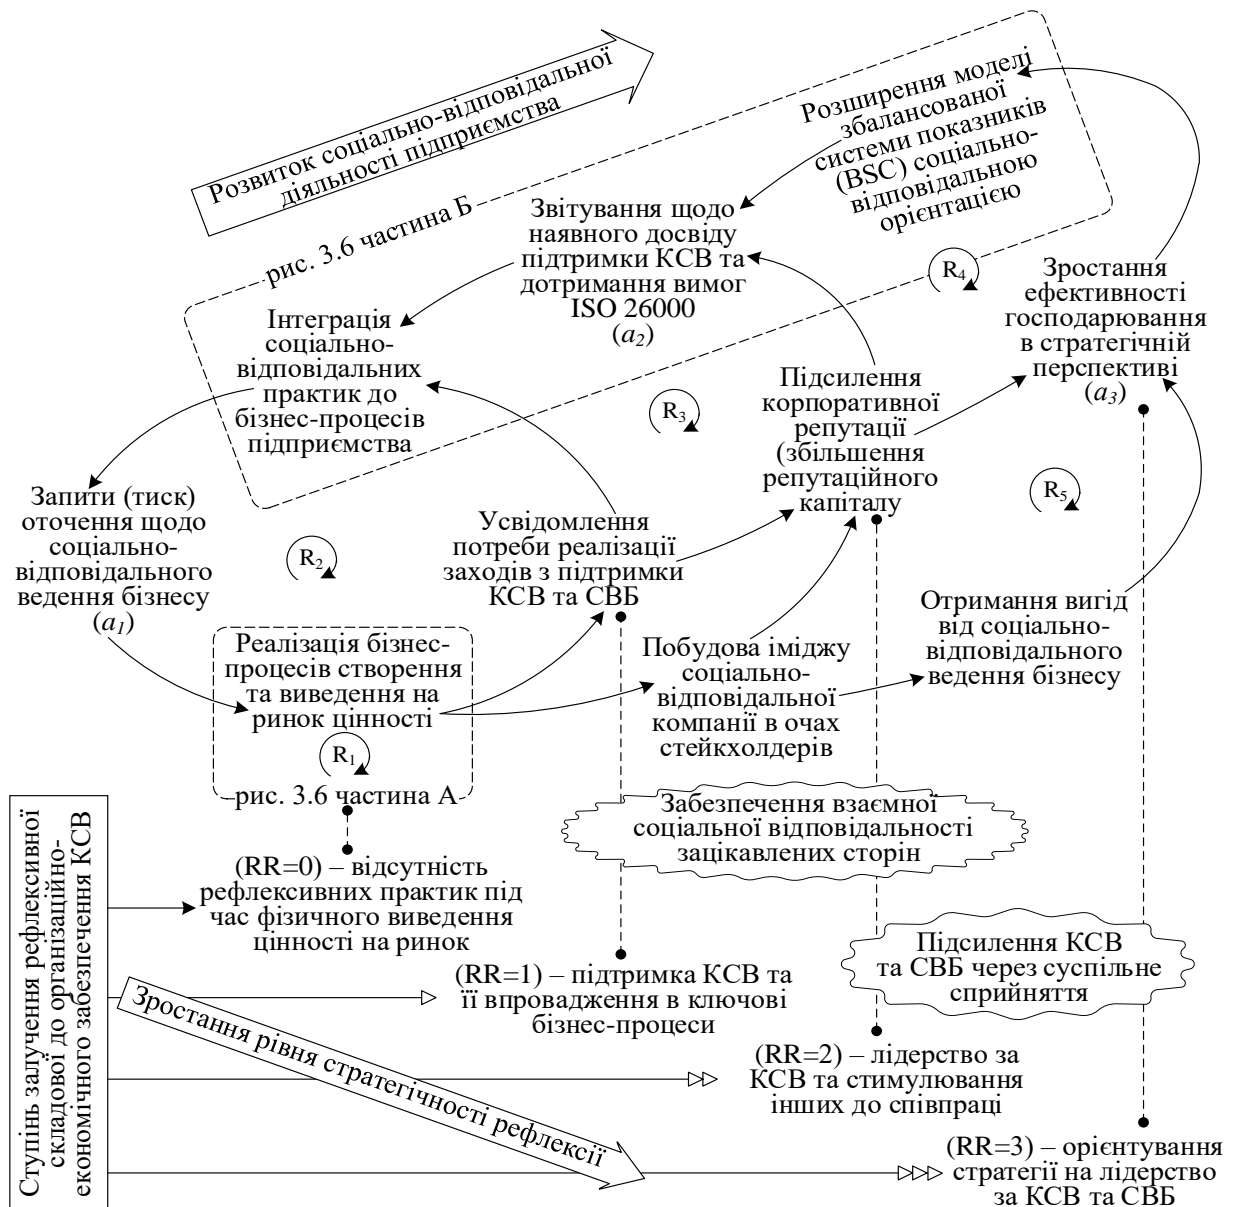 Розвиток соціально-відповідальної
діяльності підприємства
рис. 3.6 частина Б
Розширення моделі
збалансованої
системи показників
(BSC) соціально-
відповідальною
орієнтацією
Звітування щодо
наявного досвіду
підтримки КСВ та
дотримання вимог
ISO 26000
(a2)
Інтеграція
соціально-
відповідальних
практик до
бізнес-процесів
підприємства
R4
Зростання
ефективності
господарювання
в стратегічній
перспективі
(a3)
R3
Підсилення
корпоративної
репутації
(збільшення
репутаційного
капіталу
R5
Запити (тиск)
оточення щодо
соціально-
відповідального
ведення бізнесу
(a1)
R2
Усвідомлення
потреби реалізації
заходів з підтримки
КСВ та СВБ
Реалізація бізнес-
процесів створення
та виведення на
ринок цінності
R1
рис. 3.6 частина А
Побудова іміджу
соціально-
відповідальної
компанії в очах
стейкхолдерів
Отримання вигід
від соціально-
відповідального
ведення бізнесу
Забезпечення взаємної
соціальної відповідальності
зацікавлених сторін
Підсилення КСВ
та СВБ через суспільне
сприйняття
Ступінь залучення рефлексивної
складової до організаційно-
економічного забезпечення КСВ
(RR=0) – відсутність
рефлексивних практик під
час фізичного виведення
цінності на ринок
(RR=1) – підтримка КСВ та
її впровадження в ключові
бізнес-процеси
Зростання рівня стратегічності рефлексії
(RR=2) – лідерство за
КСВ та стимулювання
інших до співпраці
(RR=3) – орієнтування
стратегії на лідерство
за КСВ та СВБ